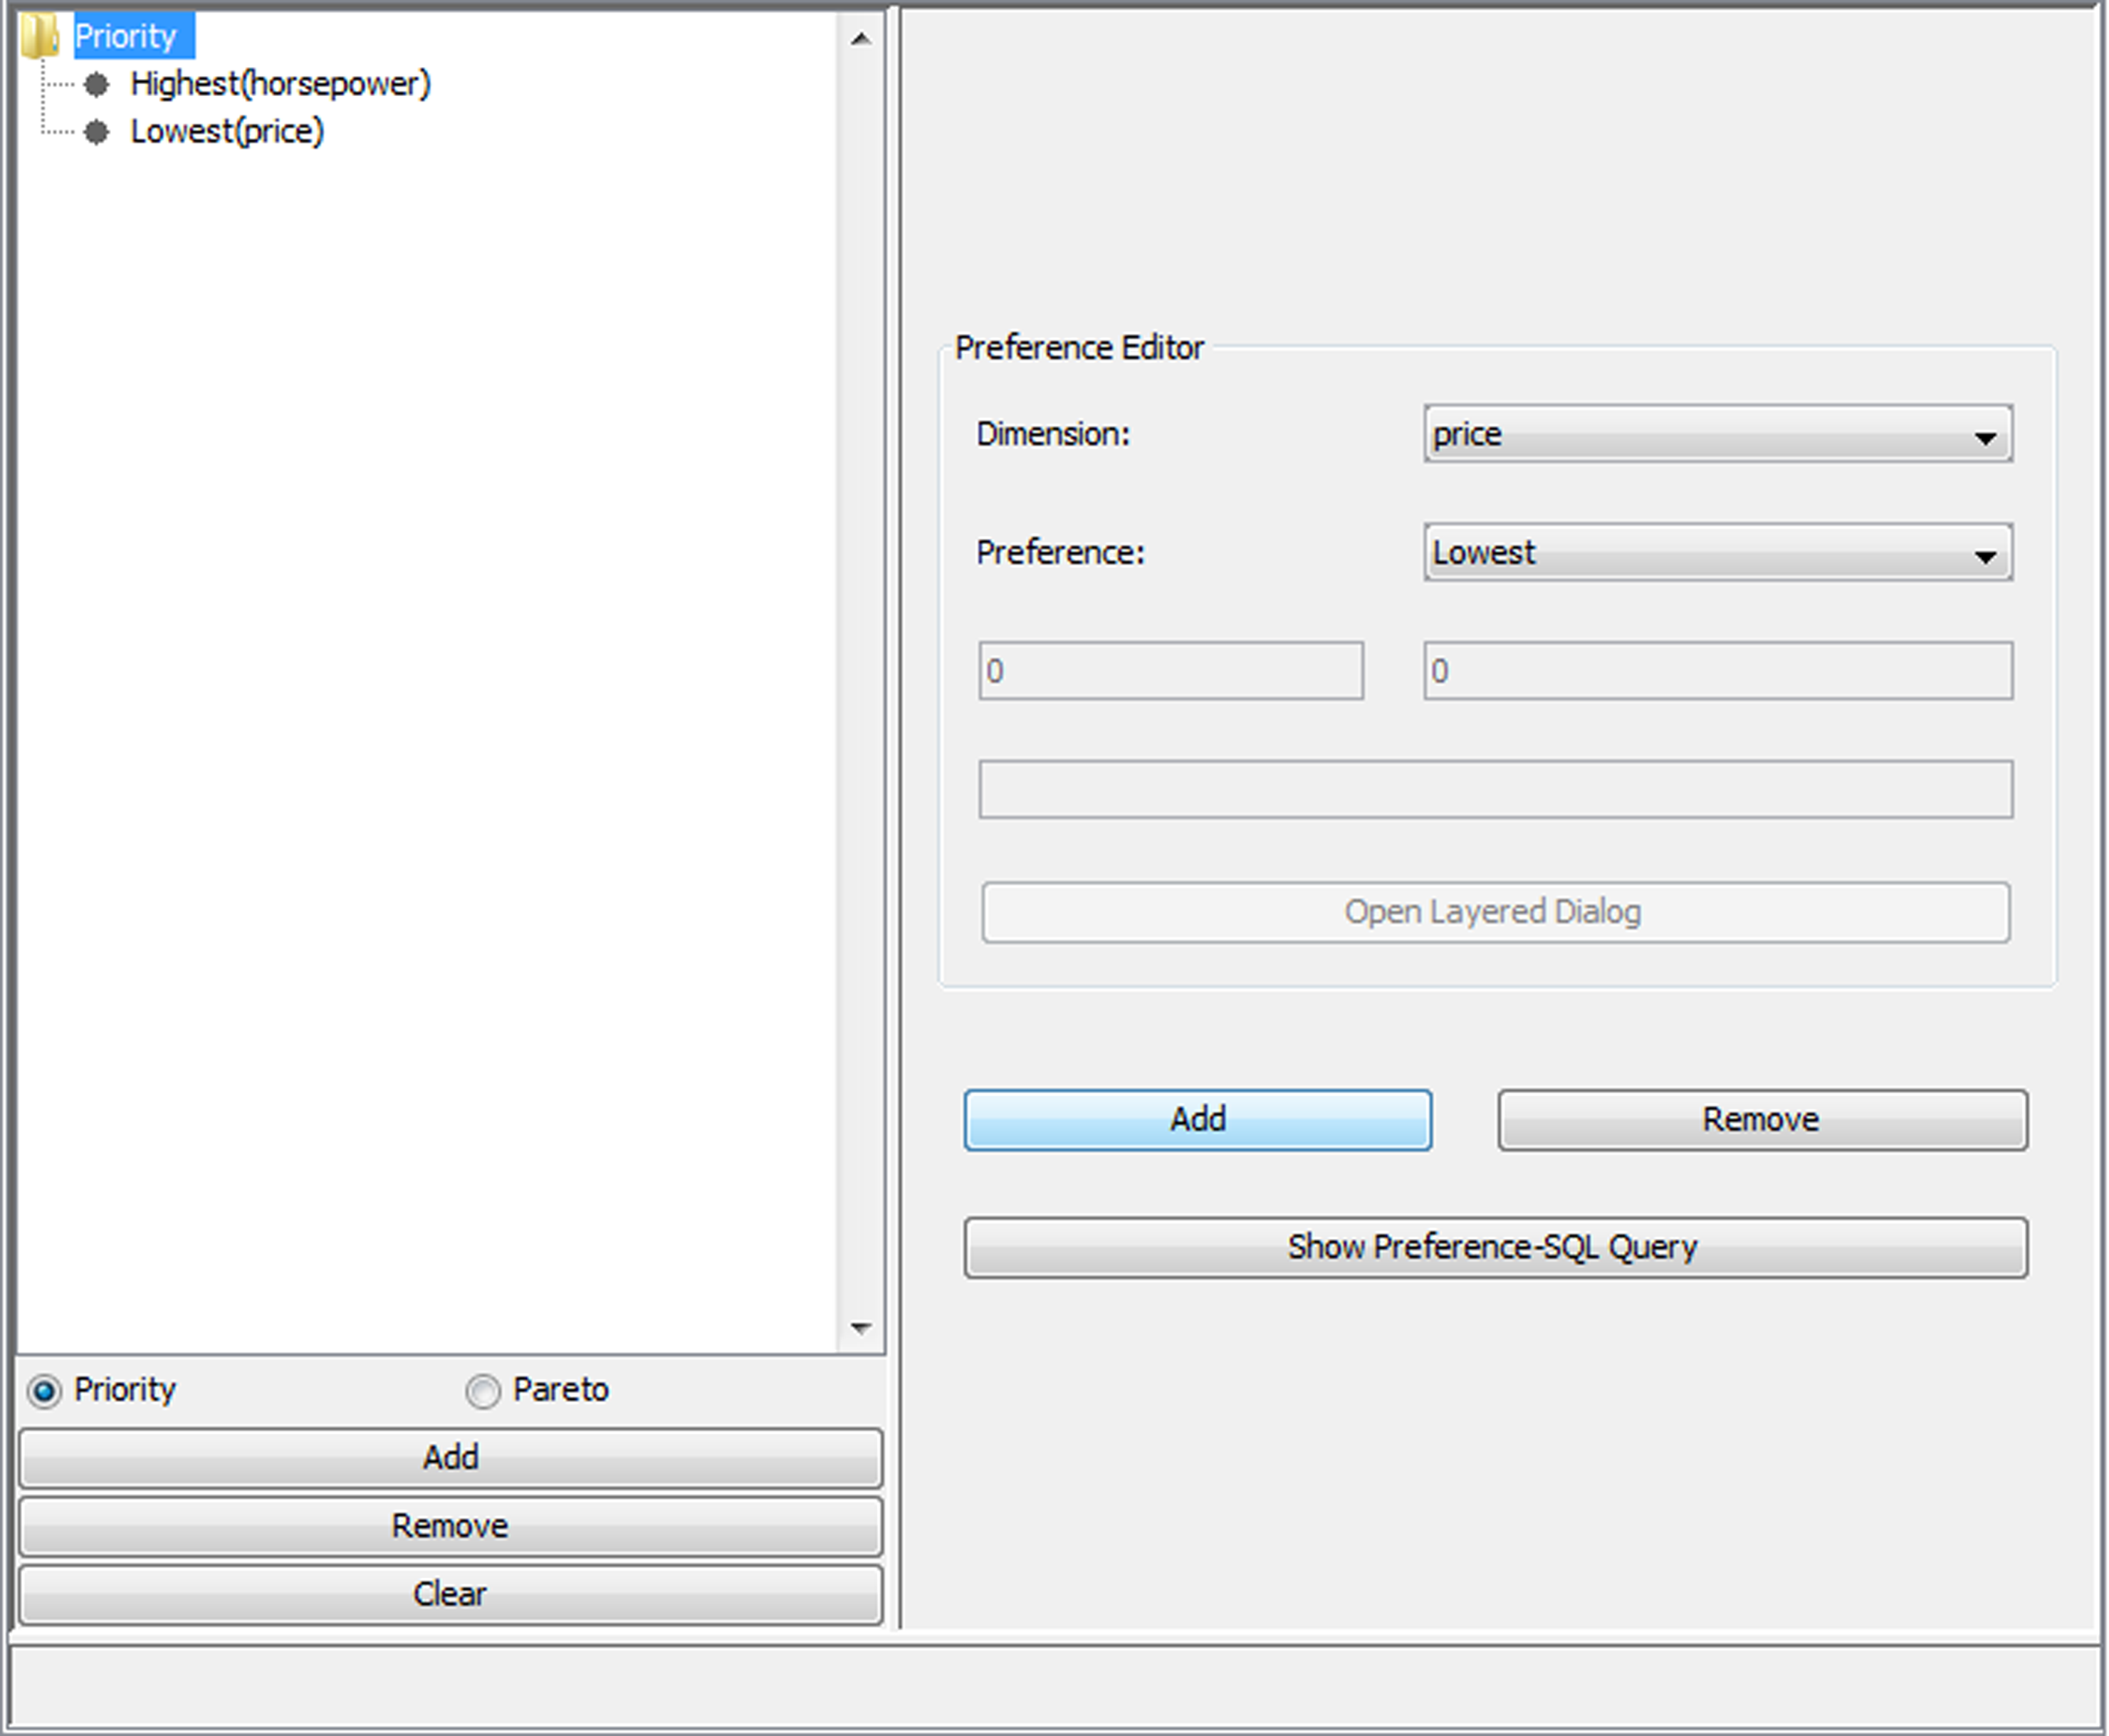 Priority
Highest(horsepower)
Lowest(price)
Priority
Pareto
Add
Remove
Clear
Preference Editor
Dimension:
price
Preference:
Lowest
0
0
Open Layered Dialog
Add
Remove
Show Preference-SQL Query